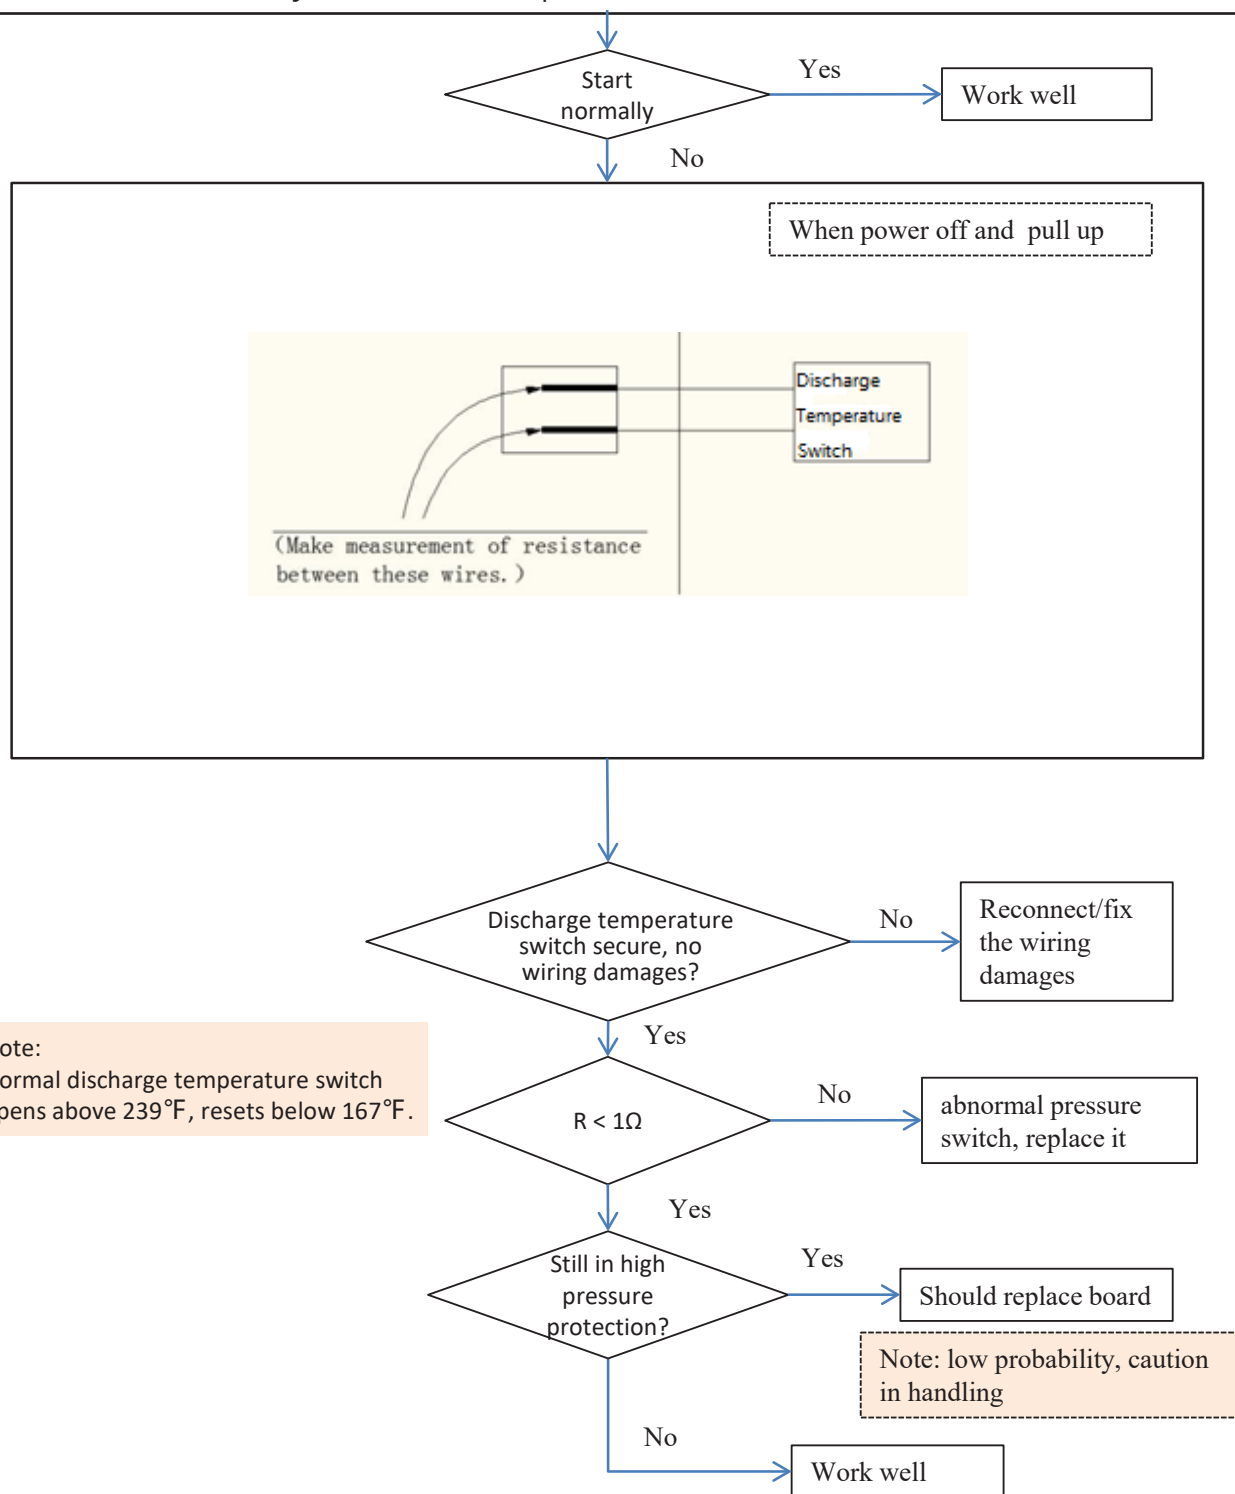 Start
normally
Yes
Work well
No
When power off and pull up
Discharge
Temperature
Switch
(Make measurement of resistance
between these wires.)
Discharge temperature
switch secure, no
wiring damages?
No
Reconnect/fix
the wiring
damages
Yes
ote:
ormal discharge temperature switch
pens above 239℉, resets below 167℉.
R < 1Ω
No
abnormal pressure
switch, replace it
Yes
Still in high
pressure
protection?
Yes
Should replace board
Note: low probability, caution
in handling
No
Work well